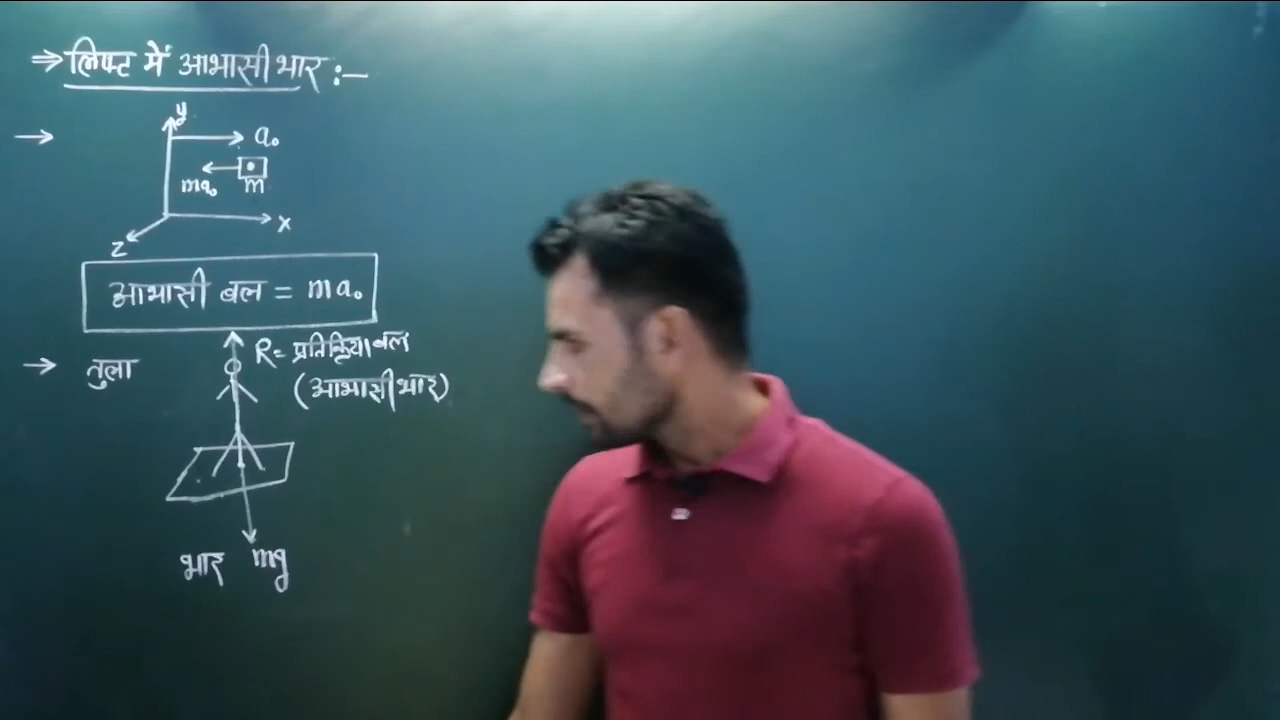 ⇒ लिफ्ट में आभासी भार :-
→ y
a₀
ma₀ m
x
z
आभासी बल = ma₀
→ तुला R = प्रतिक्रिया बल
(आभासी भार)
भार mg